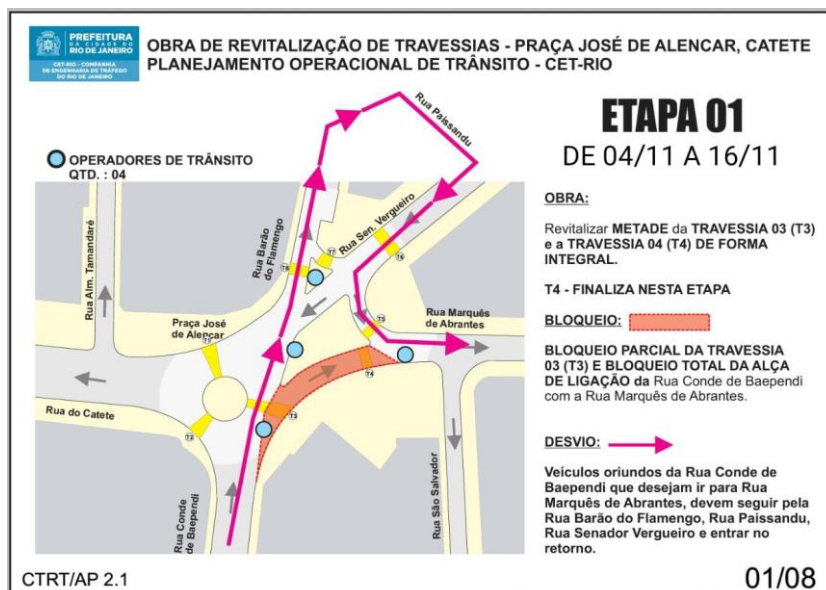 PREFEITURA
DA CIDADE DO
RIO DE JANEIRO
CET-RIO - COMPANHIA
DE ENGENHARIA DE TRÁFEGO
DO RIO DE JANEIRO
OBRA DE REVITALIZAÇÃO DE TRAVESSIAS - PRAÇA JOSÉ DE ALENCAR, CATETE
PLANEJAMENTO OPERACIONAL DE TRÂNSITO - CET-RIO
ETAPA 01
DE 04/11 A 16/11
OPERADORES DE TRÂNSITO
QTD. : 04
Rua Paissandu
Rua Sen. Vergueiro
Rua Barão
do Flamengo
Rua Alm. Tamandaré
Praça José
de Alencar
Rua Marquês
de Abrantes
Rua do Catete
Rua Conde
de Baependi
Rua São Salvador
T1
T2
T3
T4
T5
T6
T7
T8
OBRA:
Revitalizar METADE da TRAVESSIA 03 (T3)
e a TRAVESSIA 04 (T4) DE FORMA
INTEGRAL.
T4 - FINALIZA NESTA ETAPA
BLOQUEIO:
BLOQUEIO PARCIAL DA TRAVESSIA
03 (T3) E BLOQUEIO TOTAL DA ALÇA
DE LIGAÇÃO da Rua Conde de Baependi
com a Rua Marquês de Abrantes.
DESVIO:
Veículos oriundos da Rua Conde de
Baependi que desejam ir para Rua
Marquês de Abrantes, devem seguir pela
Rua Barão do Flamengo, Rua Paissandu,
Rua Senador Vergueiro e entrar no
retorno.
CTRT/AP 2.1
01/08